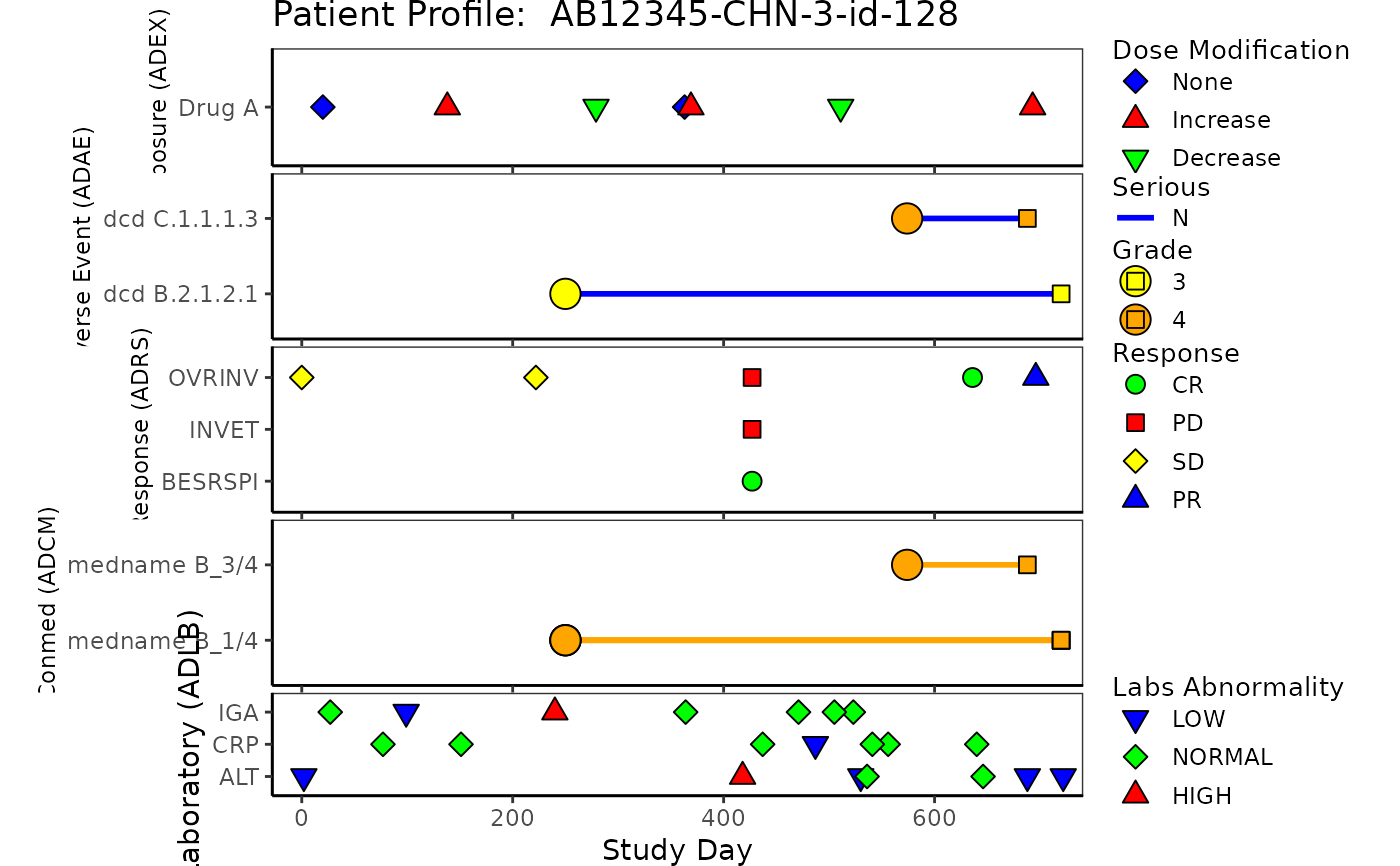 Patient Profile:  AB12345-CHN-3-id-128
posure (ADEX)
Drug A
Dose Modification
None
Increase
Decrease
verse Event (ADAE)
dcd C.1.1.1.3
dcd B.2.1.2.1
Serious
N
Grade
3
4
esponse (ADRS)
OVRINV
INVET
BESRSPI
Response
CR
PD
SD
PR
Conmed (ADCM)
medname B_3/4
medname B_1/4
aboratory (ADLB)
IGA
CRP
ALT
Labs Abnormality
LOW
NORMAL
HIGH
0 200 400 600
Study Day